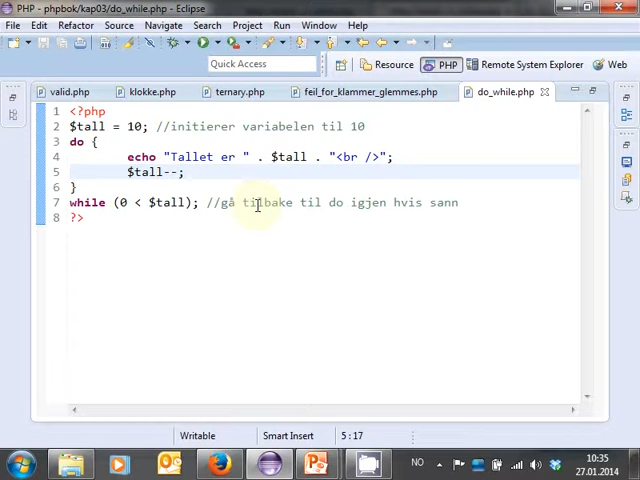 PHP - phpbok/kap03/do_while.php - Eclipse
File Edit Refactor Source Navigate Search Project Run Window Help
Quick Access Resource PHP Remote System Explorer Web
valid.php klokke.php ternary.php feil_for_klammer_glemmes.php do_while.php
1 <?php
2 $tall = 10; //initierer variabelen til 10
3 do {
4 echo "Tallet er " . $tall . "<br />";
5 $tall--;
6 }
7 while (0 < $tall); //gå tilbake til do igjen hvis sann
8 ?>
Writable Smart Insert 5 : 17
NO 10:35
27.01.2014